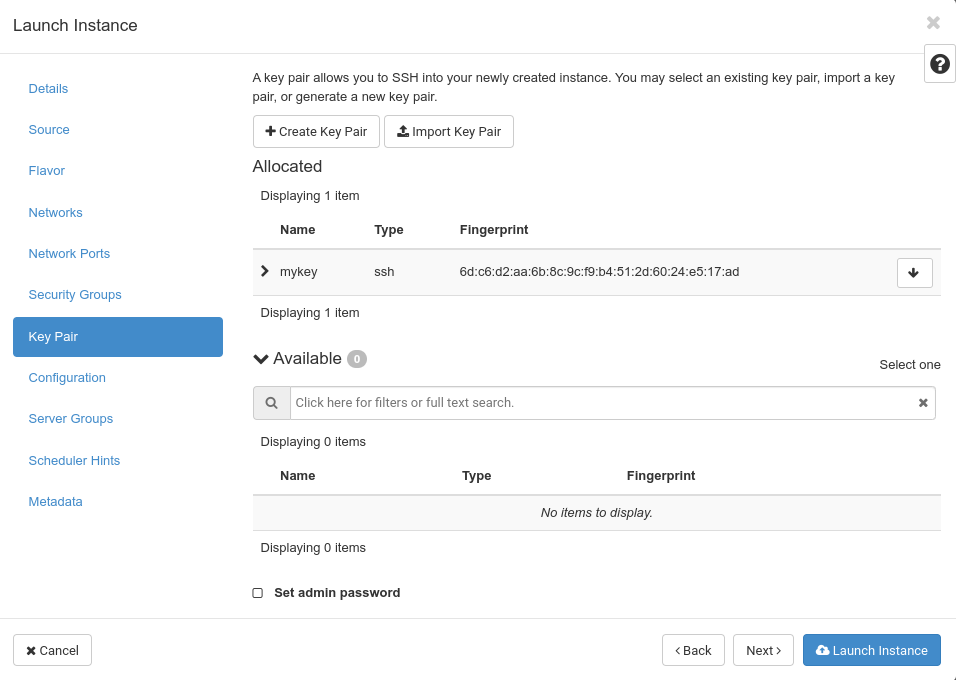 Launch Instance
Details
Source
Flavor
Networks
Network Ports
Security Groups
Key Pair
Configuration
Server Groups
Scheduler Hints
Metadata
A key pair allows you to SSH into your newly created instance. You may select an existing key pair, import a key
pair, or generate a new key pair.
Create Key Pair Import Key Pair
Allocated
Displaying 1 item
Name Type Fingerprint
mykey ssh 6d:c6:d2:aa:6b:8c:9c:f9:b4:51:2d:60:24:e5:17:ad
Displaying 1 item
Available 0 Select one
Click here for filters or full text search.
Displaying 0 items
Name Type Fingerprint
No items to display.
Displaying 0 items
Set admin password
Cancel < Back Next > Launch Instance